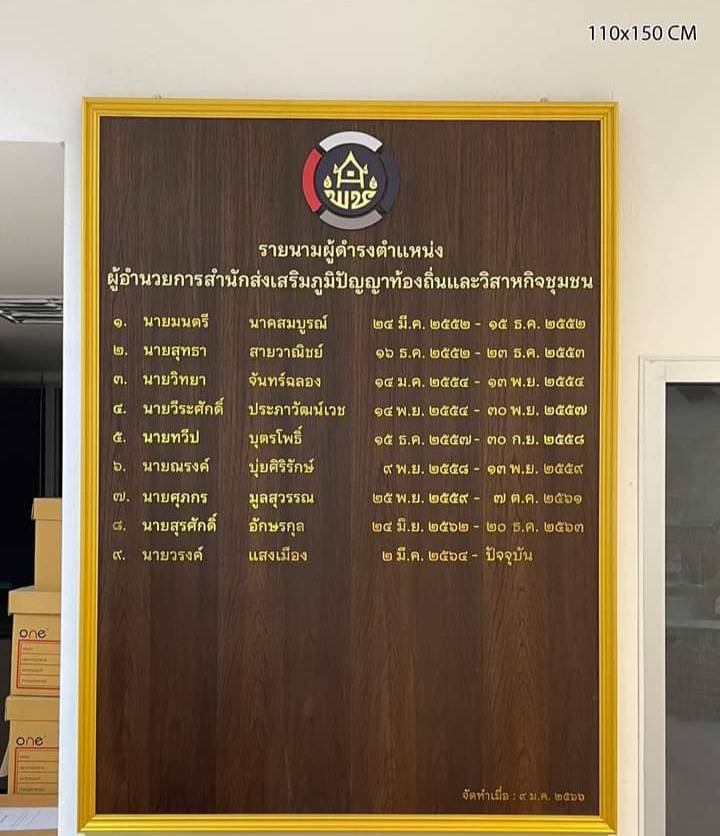 110x150 CM
พช
รายนามผู้ดำรงตำแหน่ง
ผู้อำนวยการสำนักส่งเสริมภูมิปัญญาท้องถิ่นและวิสาหกิจชุมชน
๑. นายมนตรี นาคสมบูรณ์ ๒๔ มี.ค. ๒๕๕๒ - ๑๕ ธ.ค. ๒๕๕๒
๒. นายสุทธา สายวาณิชย์ ๑๖ ธ.ค. ๒๕๕๒ - ๒๓ ธ.ค. ๒๕๕๓
๓. นายวิทยา จันทร์ฉลอง ๑๔ ม.ค. ๒๕๕๔ - ๑๓ พ.ย. ๒๕๕๔
๔. นายวีระศักดิ์ ประภาวัฒน์เวช ๑๔ พ.ย. ๒๕๕๔ - ๓๐ พ.ย. ๒๕๕๗
๕. นายทวีป บุตรโพธิ์ ๑๕ ธ.ค. ๒๕๕๗ - ๓๐ ก.ย. ๒๕๕๘
๖. นายณรงค์ บุ่ยศิริรักษ์ ๙ พ.ย. ๒๕๕๘ - ๑๓ พ.ย. ๒๕๕๙
๗. นายศุภกร มูลสุวรรณ ๒๕ พ.ย. ๒๕๕๙ - ๗ ต.ค. ๒๕๖๑
๘. นายสุรศักดิ์ อักษรกุล ๒๔ มิ.ย. ๒๕๖๒ - ๒๐ ธ.ค. ๒๕๖๓
๙. นายวรงค์ แสงเมือง ๒ มี.ค. ๒๕๖๔ - ปัจจุบัน
one
one
จัดทำเมื่อ : ๙ ม.ค. ๒๕๖๖